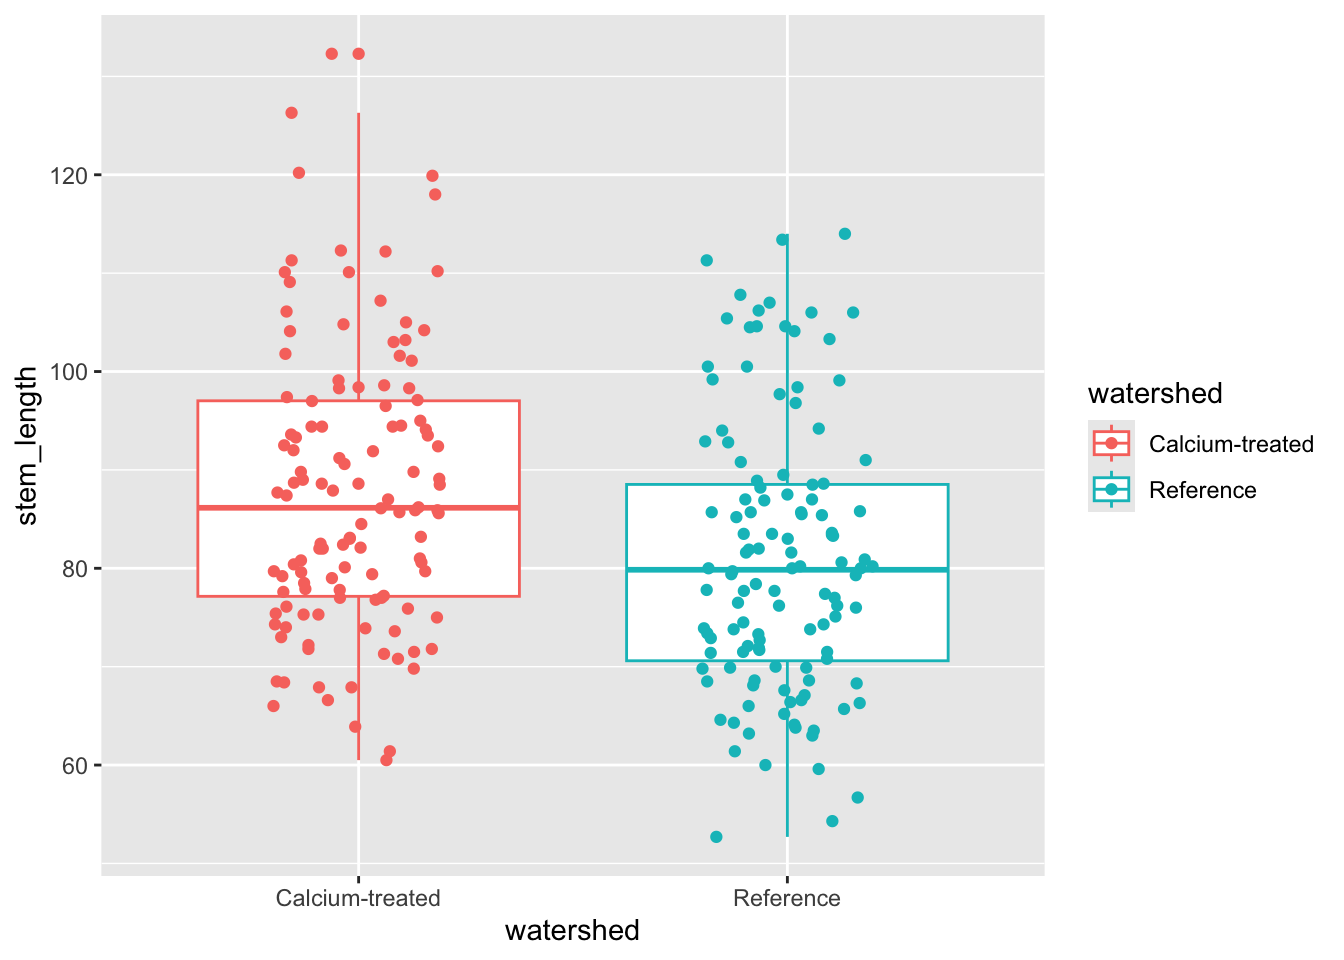 stem_length
120
100
80
60
Calcium-treated
Reference
watershed
watershed
Calcium-treated
Reference